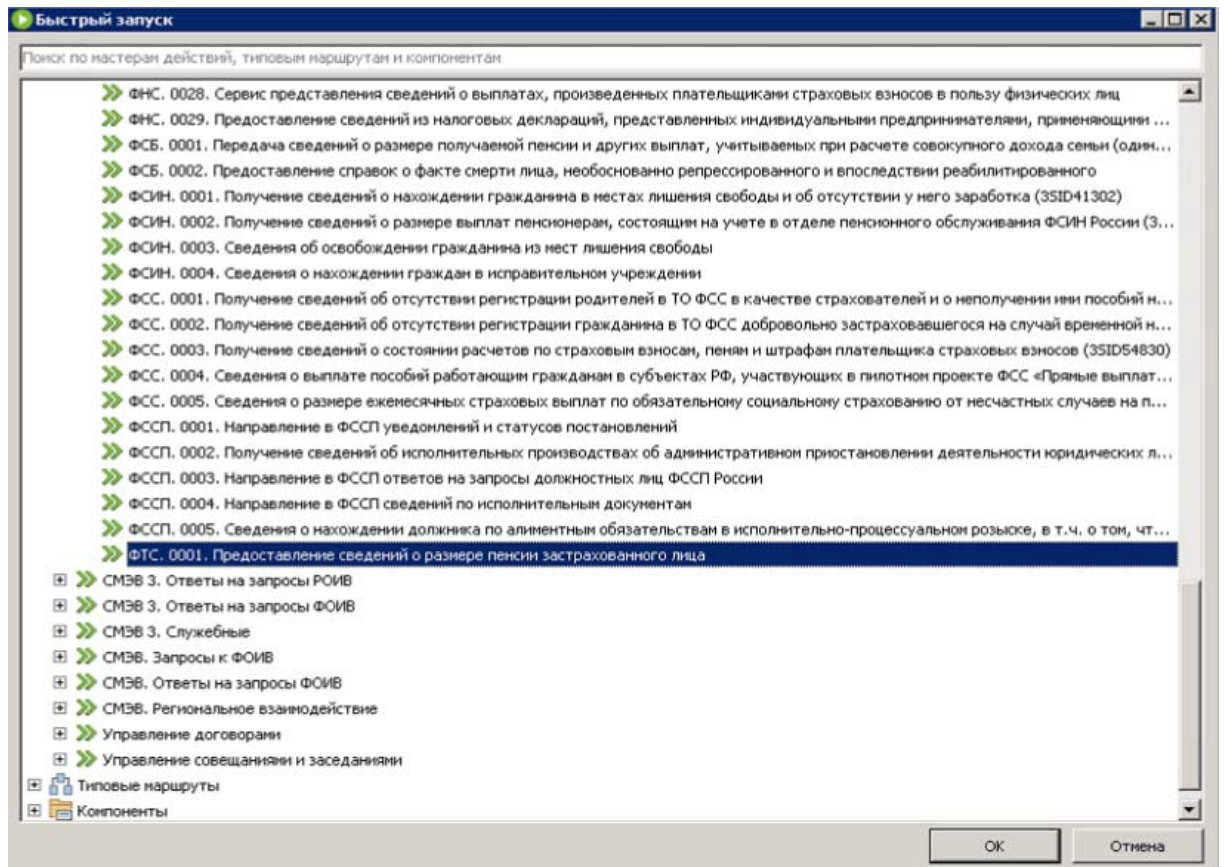 Быстрый запуск
Поиск по мастерам действий, типовым маршрутам и компонентам
ФНС. 0028. Сервис представления сведений о выплатах, произведенных плательщиками страховых взносов в пользу физических лиц
ФНС. 0029. Предоставление сведений из налоговых деклараций, представленных индивидуальными предпринимателями, применяющими ...
ФСБ. 0001. Передача сведений о размере получаемой пенсии и других выплат, учитываемых при расчете совокупного дохода семьи (один...
ФСБ. 0002. Предоставление справок о факте смерти лица, необоснованно репрессированного и впоследствии реабилитированного
ФСИН. 0001. Получение сведений о нахождении гражданина в местах лишения свободы и об отсутствии у него заработка (3SID41302)
ФСИН. 0002. Получение сведений о размере выплат пенсионерам, состоящим на учете в отделе пенсионного обслуживания ФСИН России (3...
ФСИН. 0003. Сведения об освобождении гражданина из мест лишения свободы
ФСИН. 0004. Сведения о нахождении граждан в исправительном учреждении
ФСС. 0001. Получение сведений об отсутствии регистрации родителей в ТО ФСС в качестве страхователей и о неполучении ими пособий н...
ФСС. 0002. Получение сведений об отсутствии регистрации гражданина в ТО ФСС добровольно застраховавшегося на случай временной н...
ФСС. 0003. Получение сведений о состоянии расчетов по страховым взносам, пеням и штрафам плательщика страховых взносов (3SID54830)
ФСС. 0004. Сведения о выплате пособий работающим гражданам в субъектах РФ, участвующих в пилотном проекте ФСС «Прямые выплат...
ФСС. 0005. Сведения о размере ежемесячных страховых выплат по обязательному социальному страхованию от несчастных случаев на п...
ФССП. 0001. Направление в ФССП уведомлений и статусов постановлений
ФССП. 0002. Получение сведений об исполнительных производствах об административном приостановлении деятельности юридических л...
ФССП. 0003. Направление в ФССП ответов на запросы должностных лиц ФССП России
ФССП. 0004. Направление в ФССП сведений по исполнительным документам
ФССП. 0005. Сведения о нахождении должника по алиментным обязательствам в исполнительно-процессуальном розыске, в т.ч. о том, чт...
ФТС. 0001. Предоставление сведений о размере пенсии застрахованного лица
СМЭВ 3. Ответы на запросы РОИВ
СМЭВ 3. Ответы на запросы ФОИВ
СМЭВ 3. Служебные
СМЭВ. Запросы к ФОИВ
СМЭВ. Ответы на запросы ФОИВ
СМЭВ. Региональное взаимодействие
Управление договорами
Управление совещаниями и заседаниями
Типовые маршруты
Компоненты
ОК Отмена